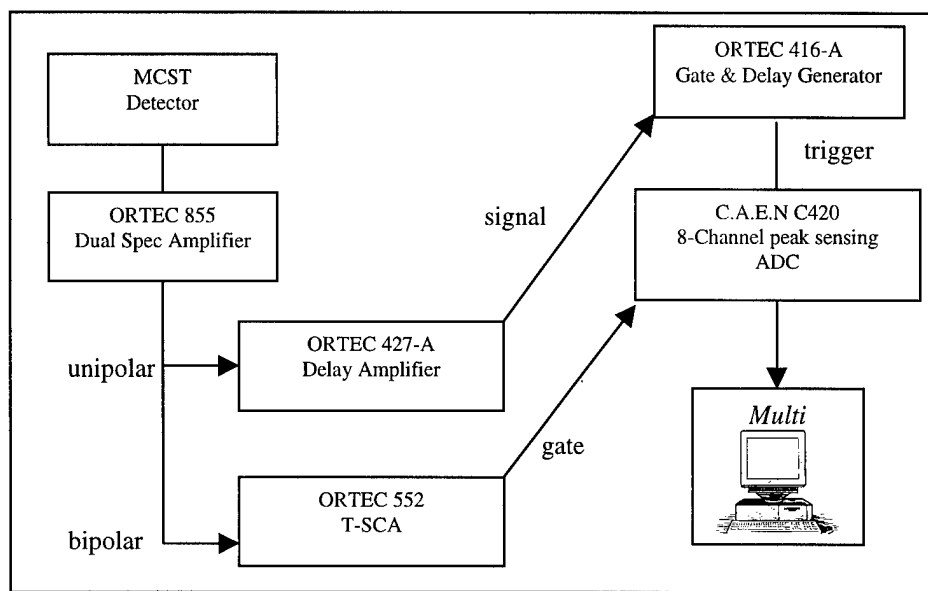 MCST
Detector
ORTEC 855
Dual Spec Amplifier
unipolar
bipolar
ORTEC 427-A
Delay Amplifier
ORTEC 552
T-SCA
signal
gate
ORTEC 416-A
Gate & Delay Generator
trigger
C.A.E.N C420
8-Channel peak sensing
ADC
Multi